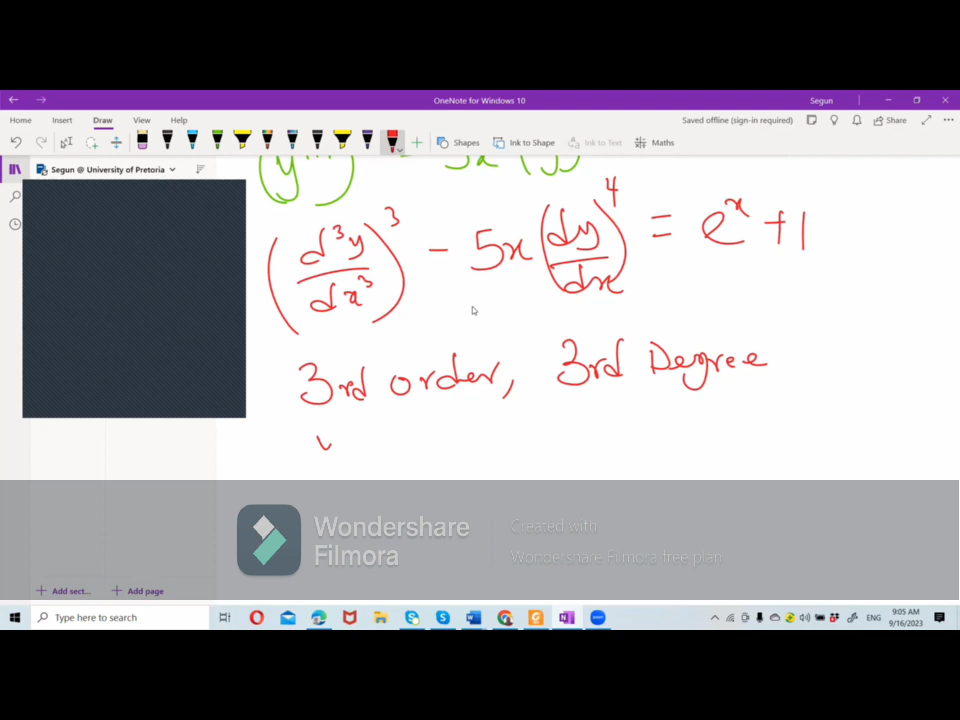 OneNote for Windows 10
Segun
Home Insert Draw View Help
Saved offline (sign-in required)
Share
Shapes
Ink to Shape
Ink to Text
Maths
Segun @ University of Pretoria
(d³y/dx³)³ - 5x (dy/dx)⁴ = eˣ + 1
3rd order, 3rd Degree
Wondershare
Filmora
Created with
Wondershare Filmora free plan
Add sect...
Add page
Type here to search
ENG
9:05 AM
9/16/2023